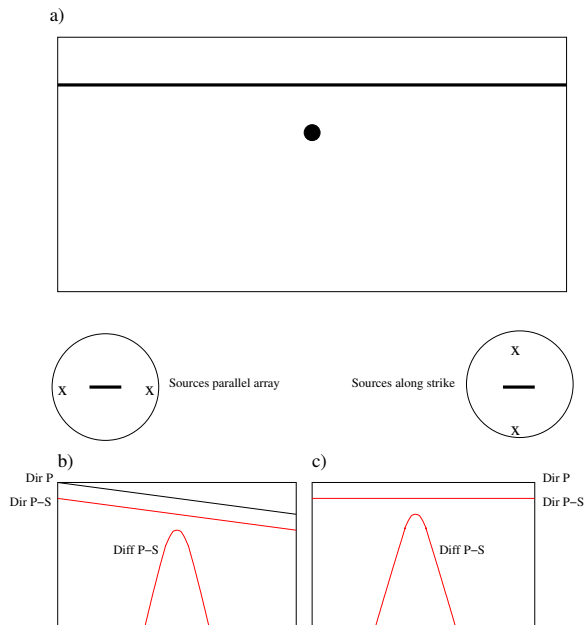 a)
x
x
Sources parallel array
Sources along strike
x
x
b)
c)
Dir P
Dir P–S
Diff P–S
Dir P
Dir P–S
Diff P–S